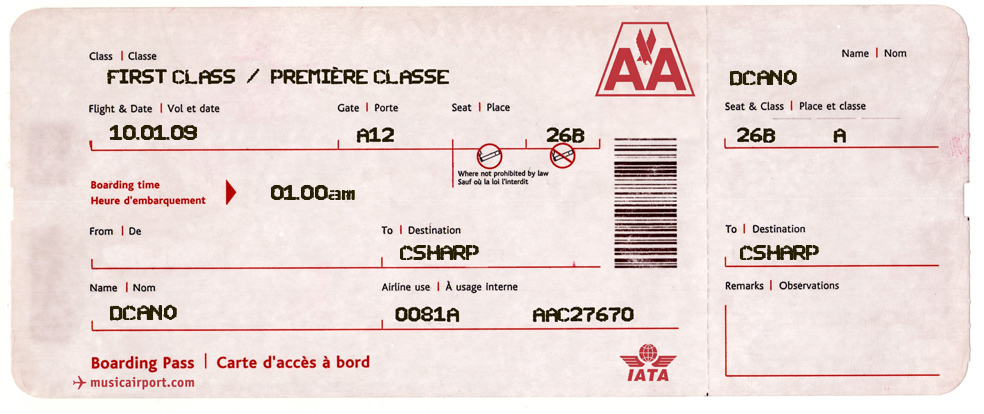 Class | Classe
FIRST CLASS / PREMIÈRE CLASSE
AA
Flight & Date | Vol et date
Gate | Porte
Seat | Place
10.01.09
A12
26B
Where not prohibited by law
Sauf où la loi l'interdit
Boarding time
Heure d'embarquement
01.00am
From | De
To | Destination
CSHARP
Name | Nom
Airline use | À usage interne
DCANO
0081A
AAC27670
Boarding Pass | Carte d'accès à bord
musicairport.com
IATA
Name | Nom
DCANO
Seat & Class | Place et classe
26B
A
To | Destination
CSHARP
Remarks | Observations